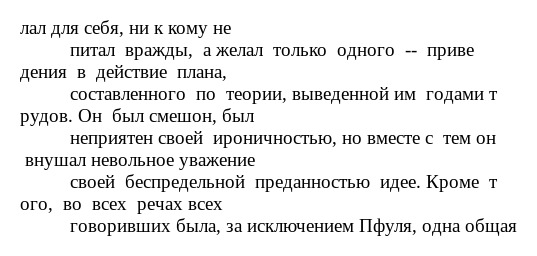 лал для себя, ни к кому не
питал вражды, а желал только одного -- приве
дения в действие плана,
составленного по теории, выведенной им годами т
рудов. Он был смешон, был
неприятен своей ироничностью, но вместе с тем он
внушал невольное уважение
своей беспредельной преданностью идее. Кроме т
ого, во всех речах всех
говоривших была, за исключением Пфуля, одна общая